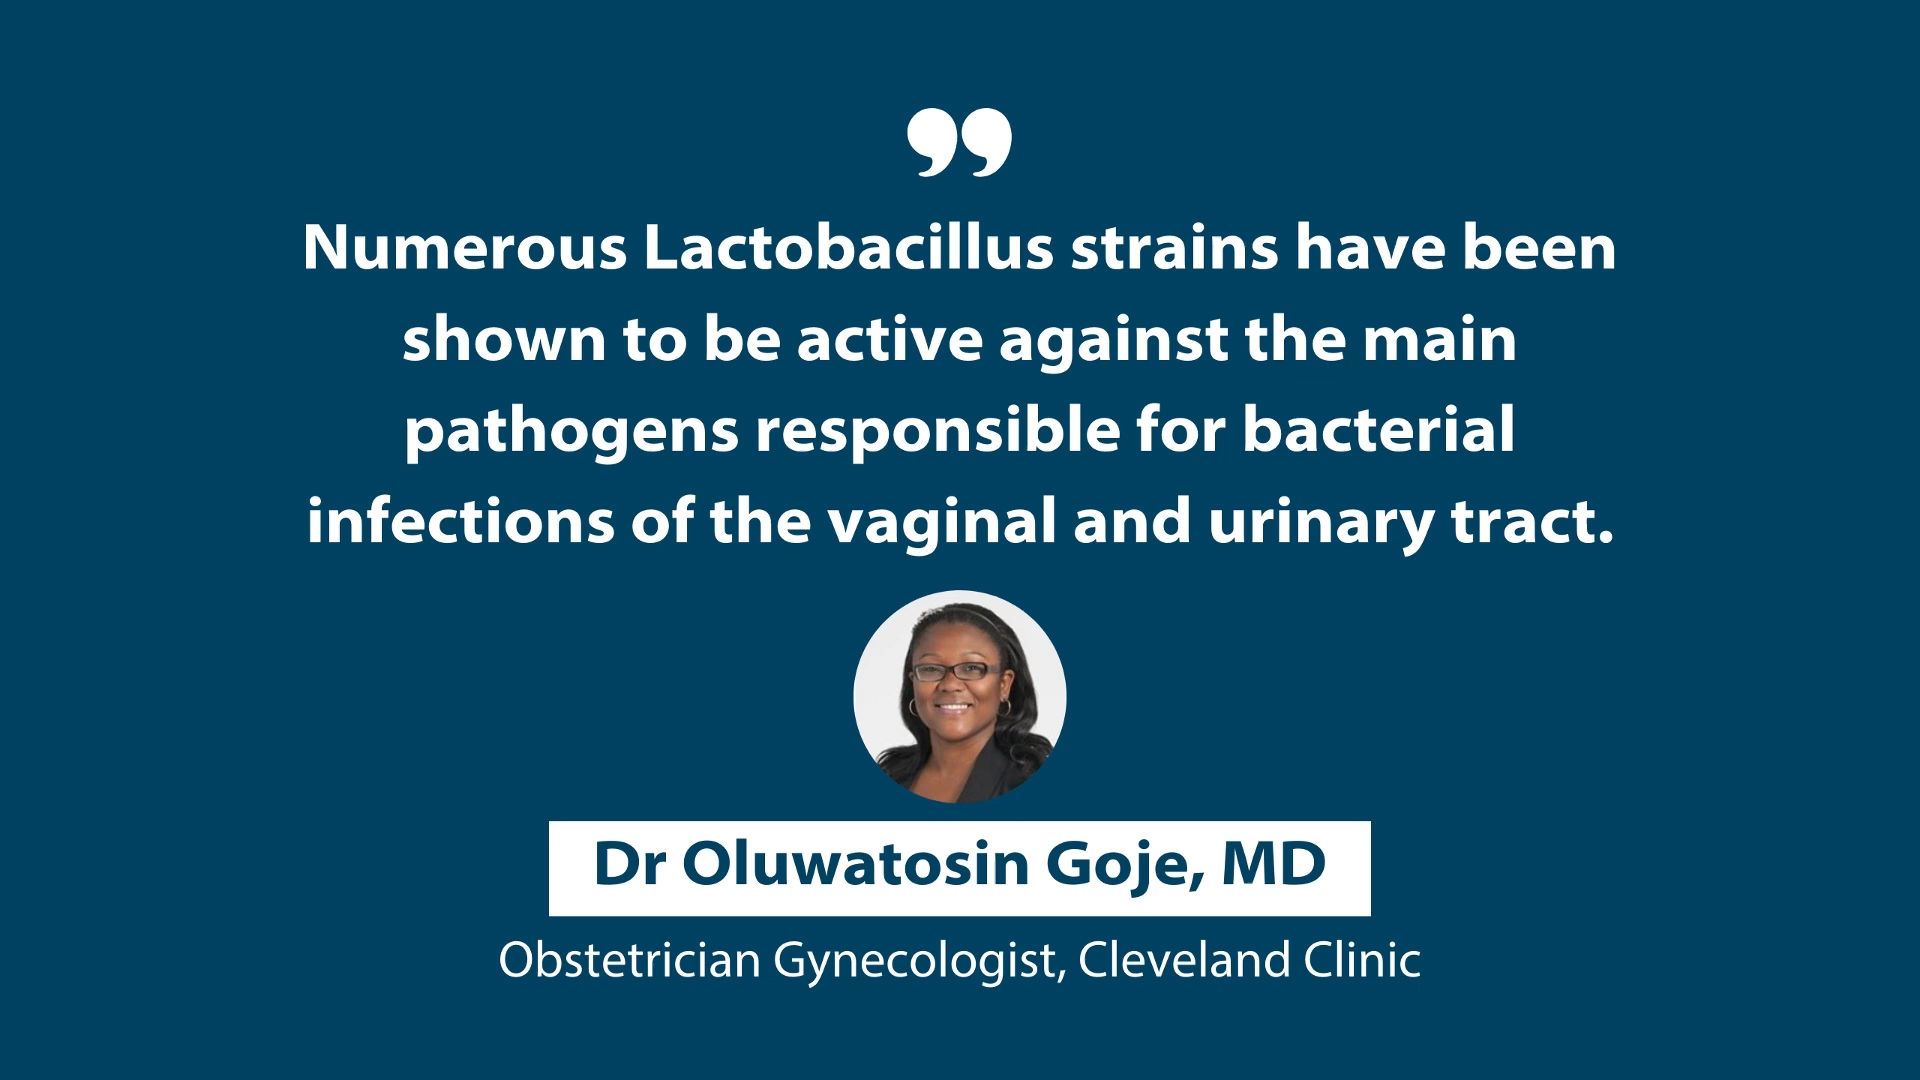 ”
Numerous Lactobacillus strains have been
shown to be active against the main
pathogens responsible for bacterial
infections of the vaginal and urinary tract.
Dr Oluwatosin Goje, MD
Obstetrician Gynecologist, Cleveland Clinic